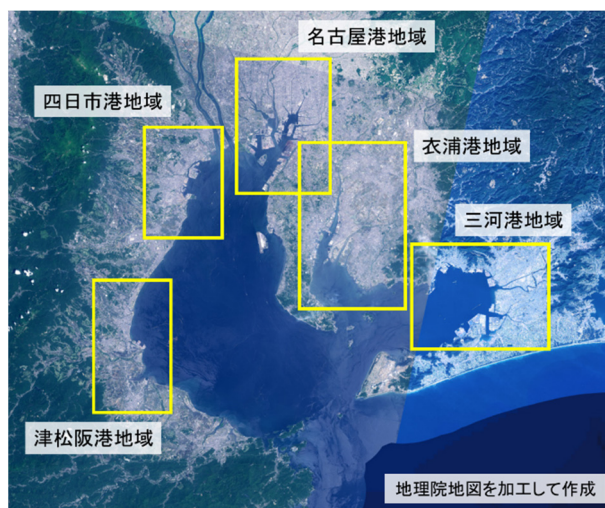 名古屋港地域
四日市港地域
衣浦港地域
三河港地域
津松阪港地域
地理院地図を加工して作成